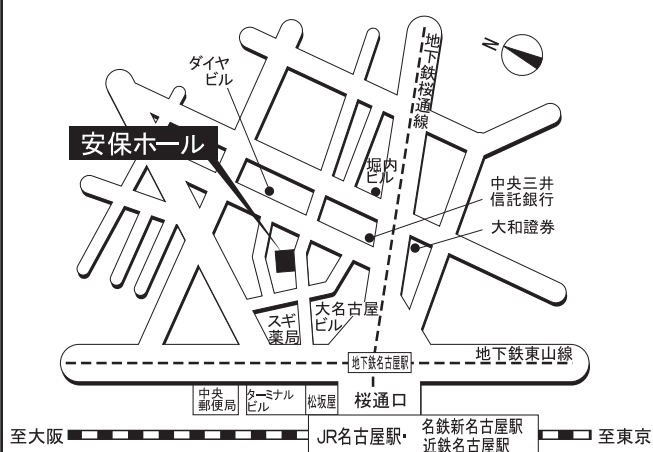 地下鉄桜通線
N
ダイヤ
ビル
安保ホール
堀内
ビル
中央三井
信託銀行
大和證券
大名古屋
ビル
スギ
薬局
地下鉄東山線
地下鉄名古屋駅
中央
郵便局
ターミナル
ビル
松坂屋
桜通口
至大阪
JR名古屋駅・
名鉄新名古屋駅
近鉄名古屋駅
至東京